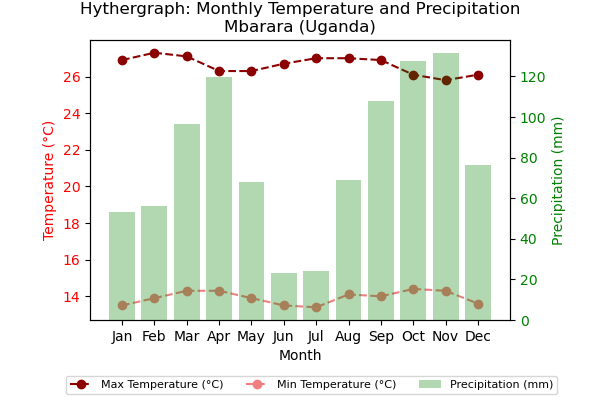 Hythergraph: Monthly Temperature and Precipitation
Mbarara (Uganda)
Temperature (°C)
26
24
22
20
18
16
14
120
100
80
60
40
20
0
Precipitation (mm)
Jan Feb Mar Apr May Jun Jul Aug Sep Oct Nov Dec
Month
Max Temperature (°C) Min Temperature (°C) Precipitation (mm)